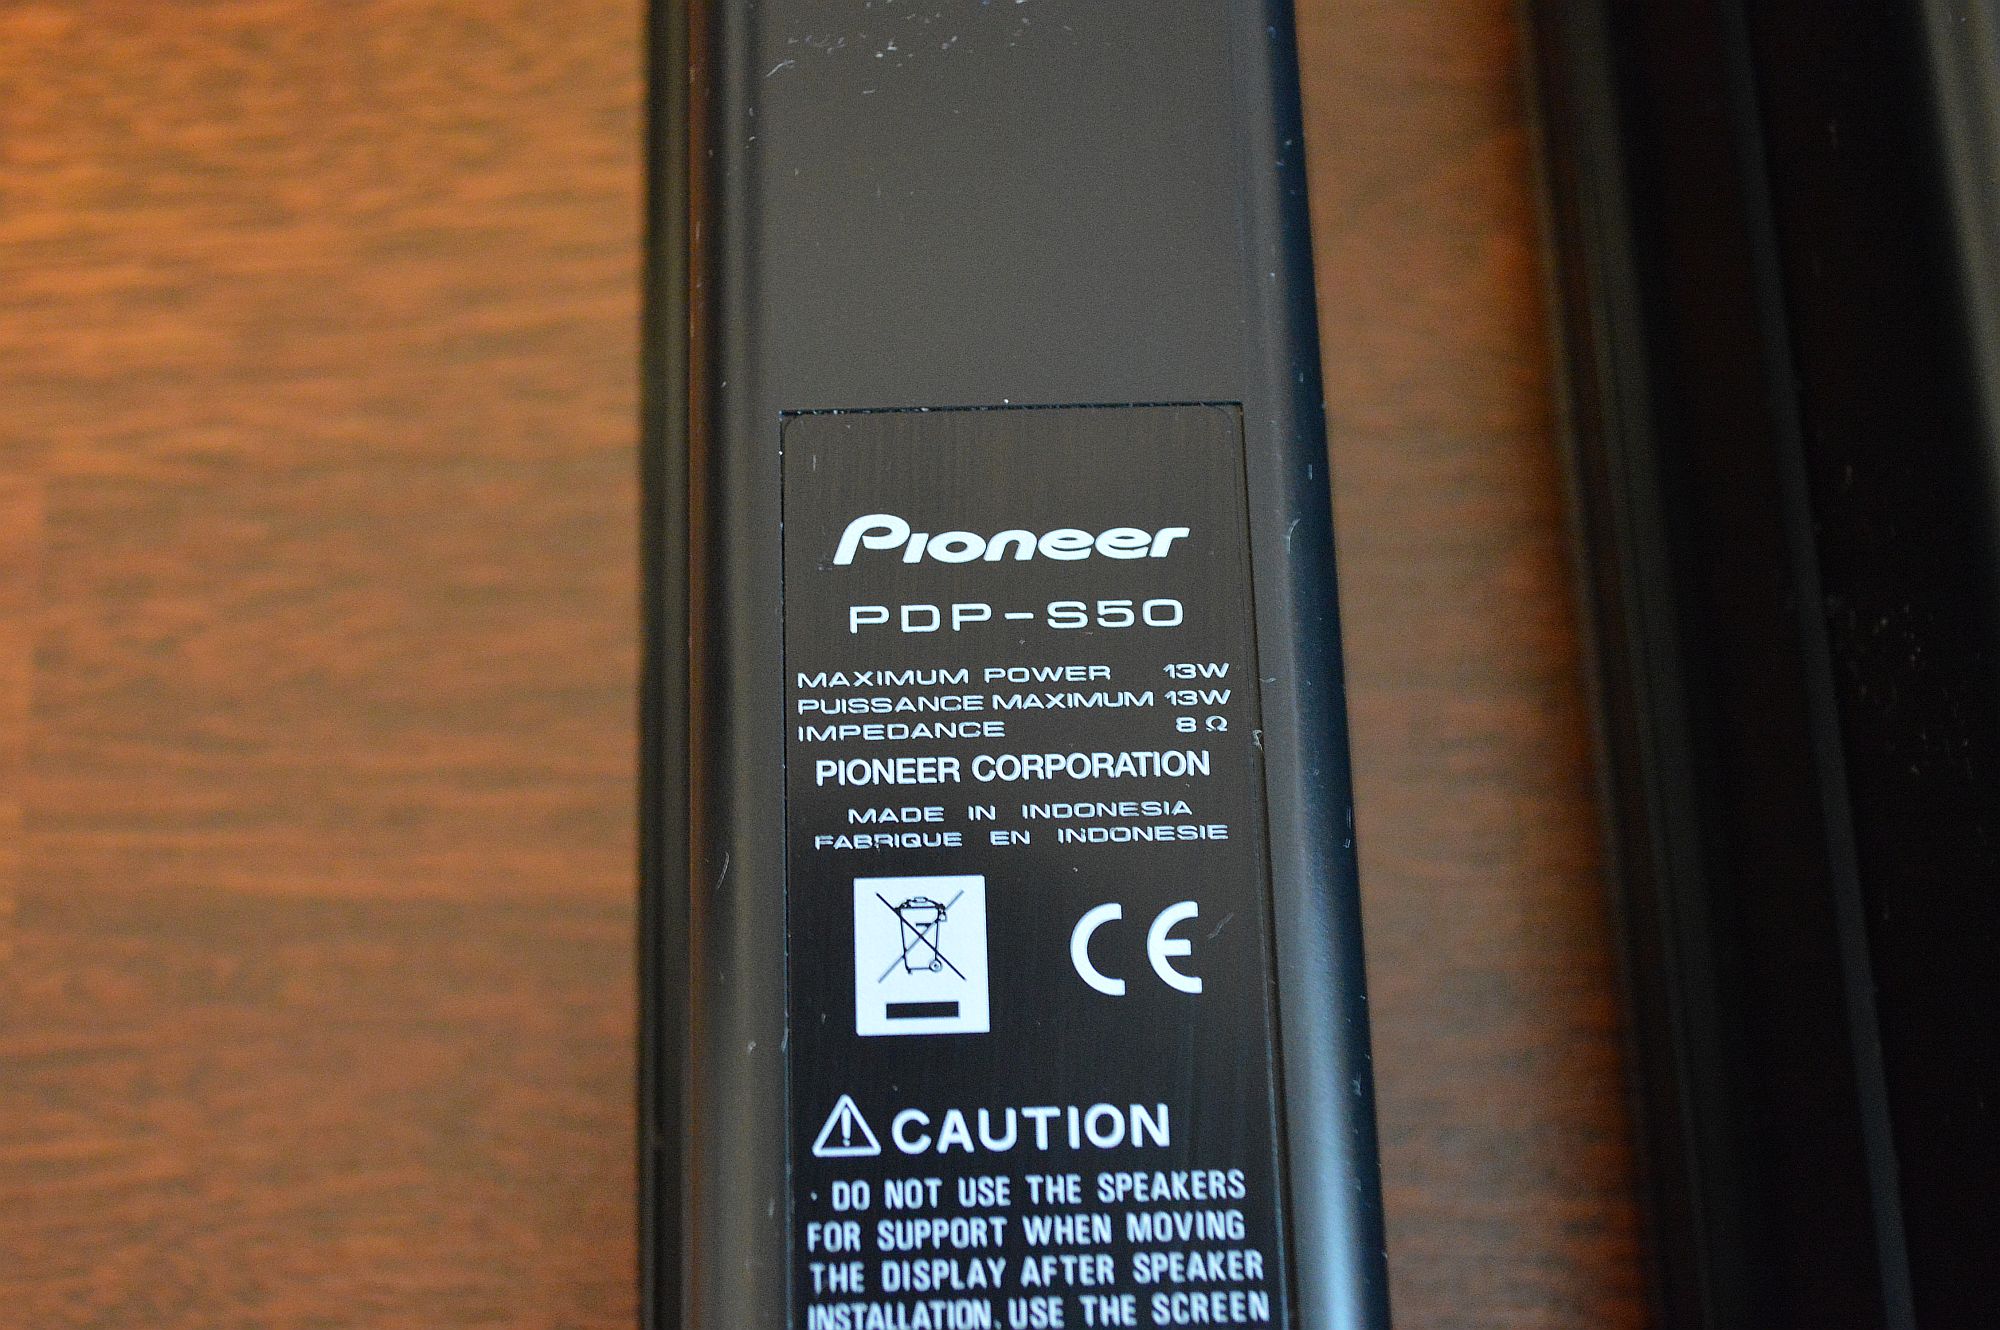 Pioneer
PDP-S50
MAXIMUM POWER 13W
PUISSANCE MAXIMUM 13W
IMPEDANCE 8 Ω
PIONEER CORPORATION
MADE IN INDONESIA
FABRIQUE EN INDONESIE
CE
⚠ CAUTION
· DO NOT USE THE SPEAKERS
FOR SUPPORT WHEN MOVING
THE DISPLAY AFTER SPEAKER
INSTALLATION. USE THE SCREEN